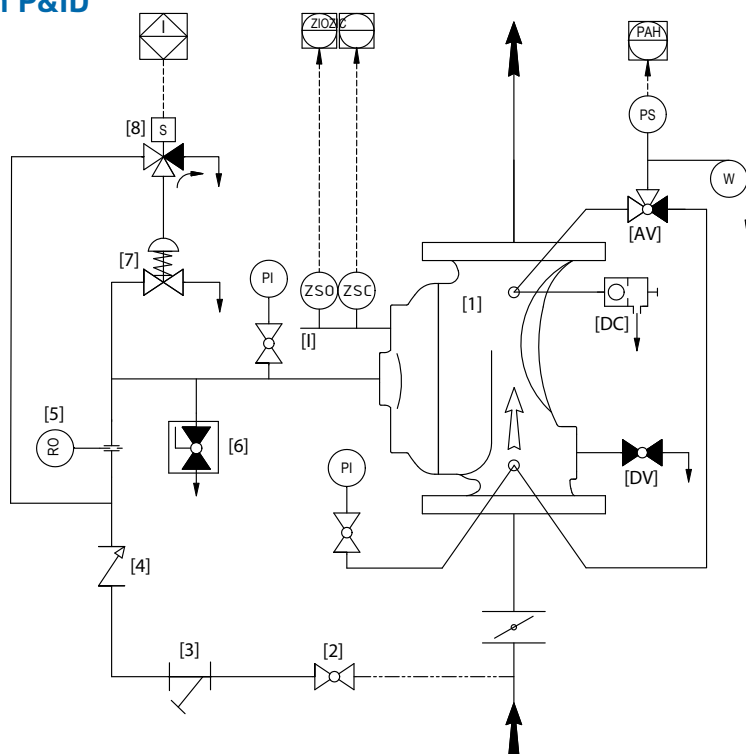 P&ID
I
ZIO
ZIC
PAH
[8]
S
PS
W
[AV]
[7]
PI
ZSO
ZSC
[1]
[DC]
[I]
[5]
RO
[6]
PI
[DV]
[4]
[3]
[2]